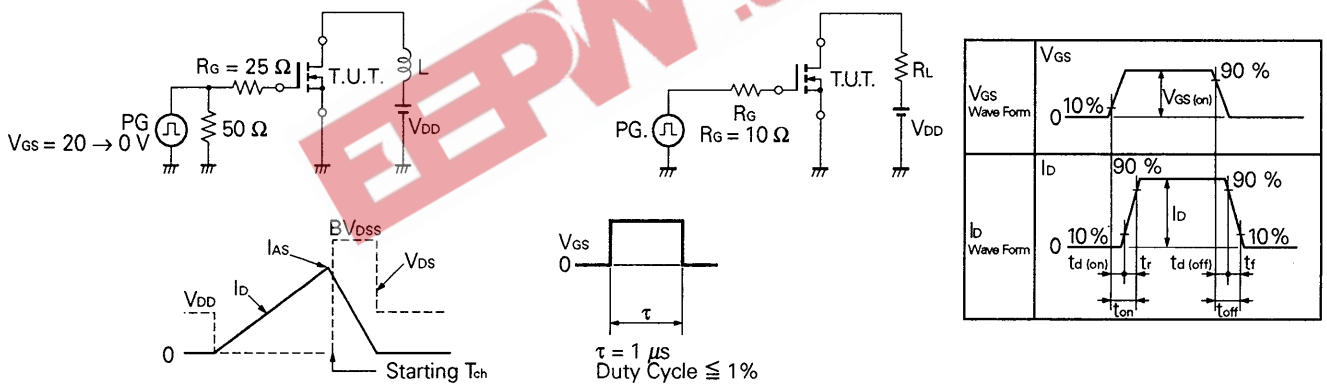 RG = 25 Ω
T.U.T.
L
PG
50 Ω
VDD
VGS = 20 → 0 V
BVDSS
IAS
VDS
ID
VDD
0
Starting Tch
T.U.T.
RL
RG
PG.
RG = 10 Ω
VDD
VGS
0
τ
τ = 1 μs
Duty Cycle ≦ 1%
VGS
Wave Form
VGS
90 %
VGS (on)
10%
0
ID
Wave Form
ID
90 %
90 %
ID
10%
10%
0
td (on)
tr
td (off)
tf
ton
toff
EEPW.